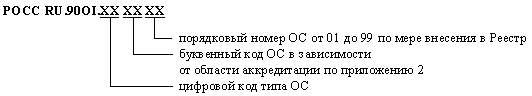 РОСС RU.90ОI.XX XX XX
порядковый номер ОС от 01 до 99 по мере внесения в Реестр
буквенный код ОС в зависимости
от области аккредитации по приложению 2
цифровой код типа ОС